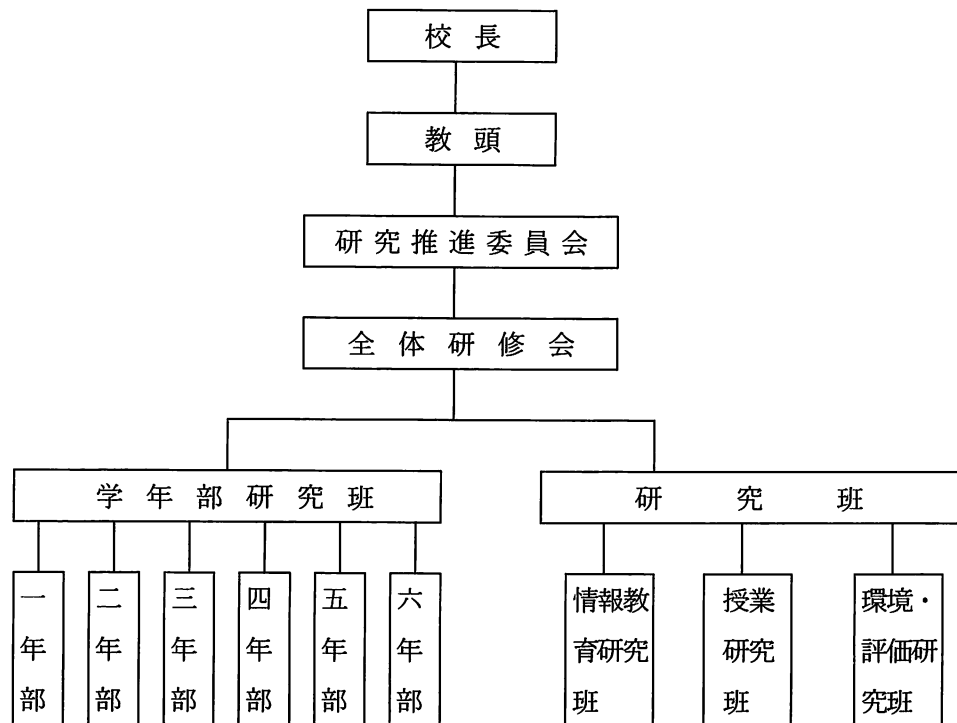 校長
教頭
研究推進委員会
全体研修会
学年部研究班
研究班
一年部
二年部
三年部
四年部
五年部
六年部
情報教
育研究
班
授業
研究
班
環境・
評価研
究班